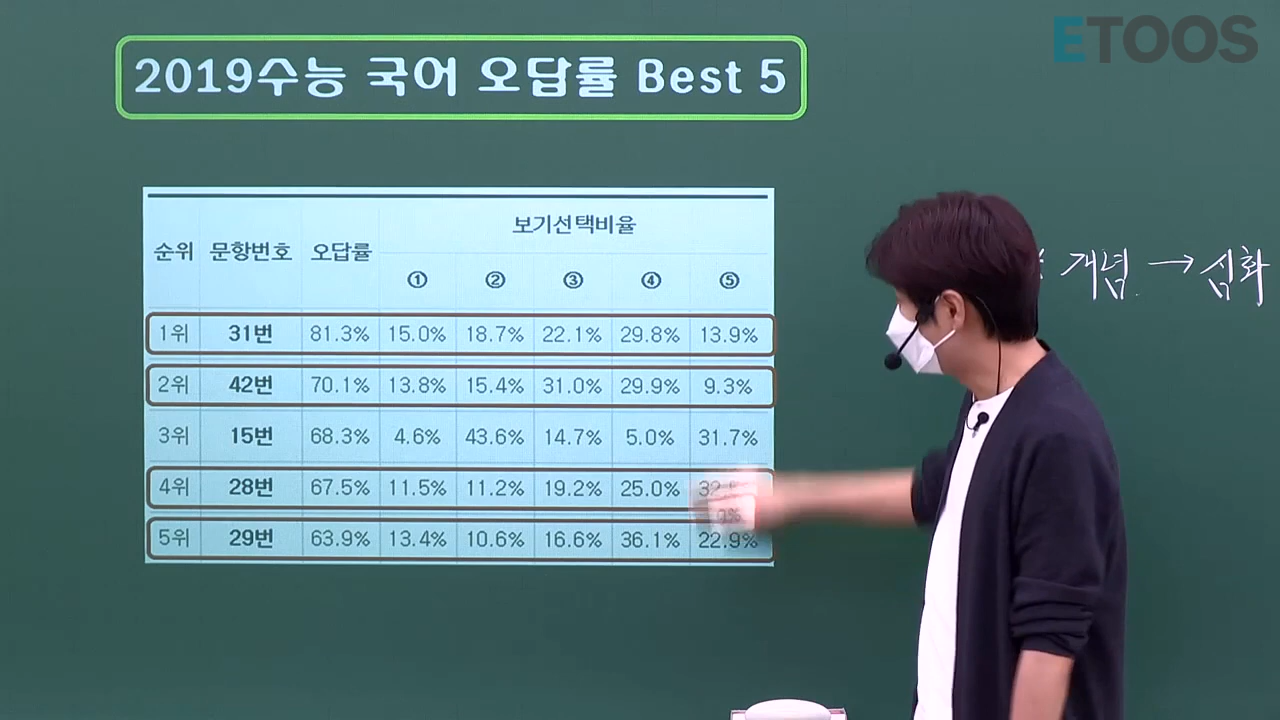 ETOOS
2019수능 국어 오답률 Best 5
순위 문항번호 오답률 보기선택비율
① ② ③ ④ ⑤
1위 31번 81.3% 15.0% 18.7% 22.1% 29.8% 13.9%
2위 42번 70.1% 13.8% 15.4% 31.0% 29.9% 9.3%
3위 15번 68.3% 4.6% 43.6% 14.7% 5.0% 31.7%
4위 28번 67.5% 11.5% 11.2% 19.2% 25.0%
5위 29번 63.9% 13.4% 10.6% 16.6% 36.1% 22.9%
개념 → 심화